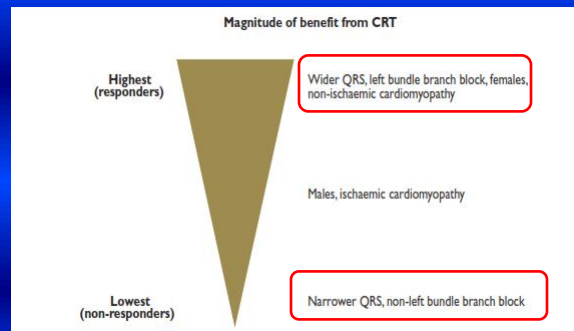 Magnitude of benefit from CRT
Highest
(responders)
Wider QRS, left bundle branch block, females,
non-ischaemic cardiomyopathy
Males, ischaemic cardiomyopathy
Lowest
(non-responders)
Narrower QRS, non-left bundle branch block